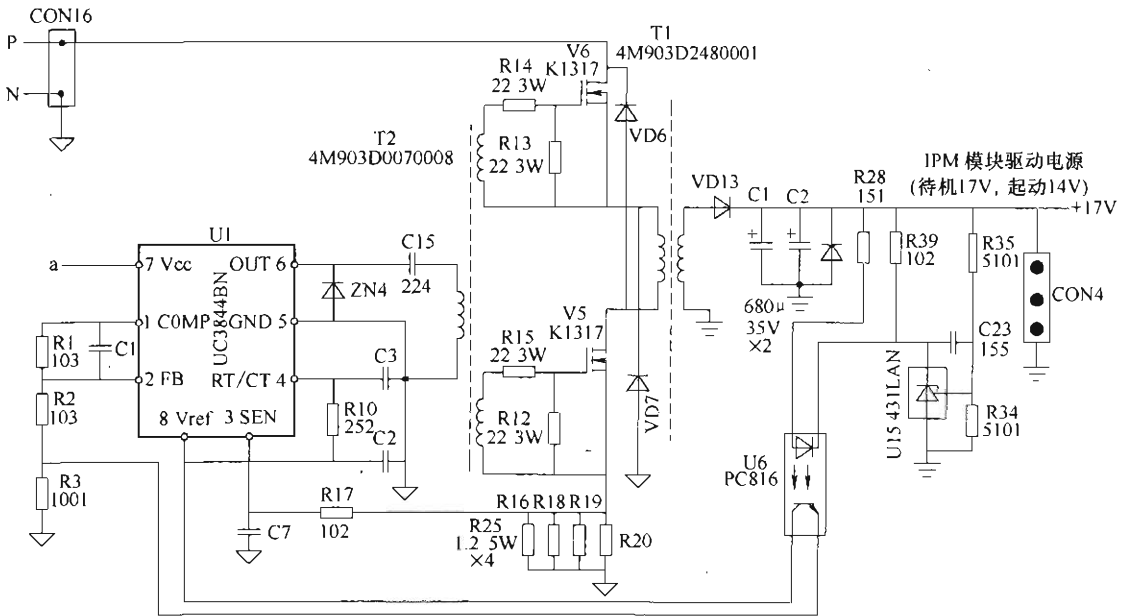 CON16
P
N
T1
4M903D2480001
V6
K1317
R14
22 3W
R13
22 3W
VD6
T2
4M903D0070008
IPM 模块驱动电源
(待机17V, 起动14V)
+17V
VD13
C1
C2
R28
151
R39
102
R35
5101
CON4
680μ
35V
×2
C23
155
U15 431LAN
R34
5101
U6
PC816
U1
UC3844BN
a
7 Vcc
OUT 6
1 C0MP
GND 5
2 FB
RT/CT 4
8 Vref
3 SEN
C15
224
ZN4
R1
103
C1
R2
103
R3
1001
C3
R10
252
C2
V5
K1317
R15
22 3W
R12
22 3W
VD7
R17
102
C7
R16
R18
R19
R25
1.2 5W
×4
R20